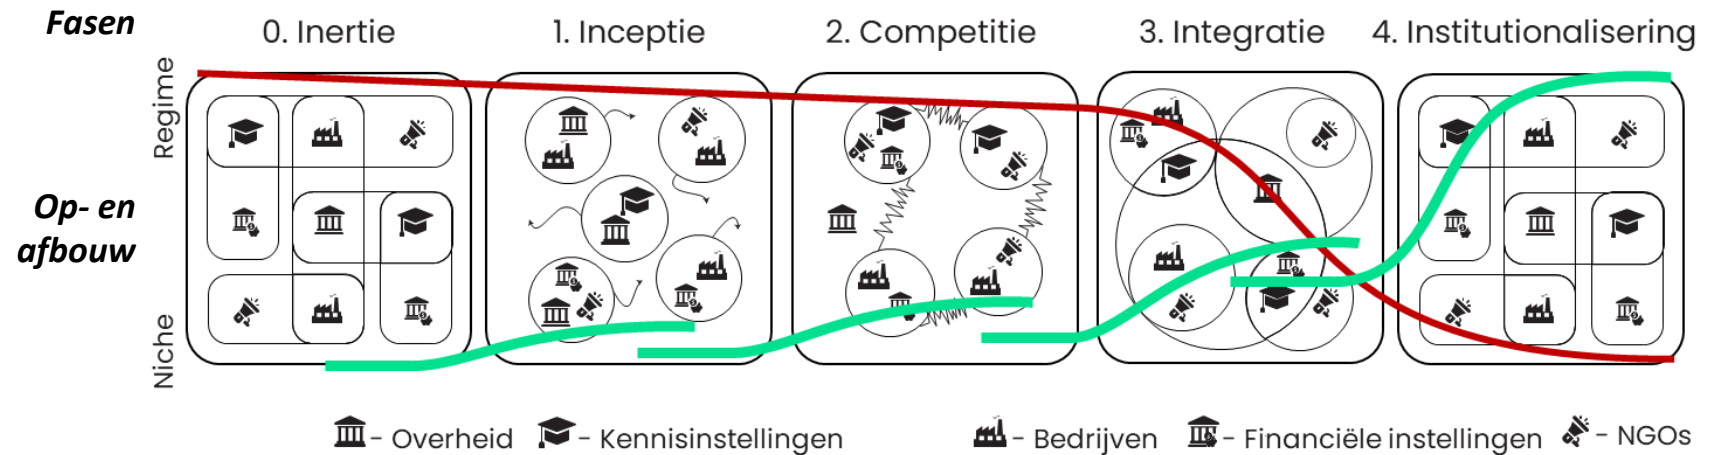 Fasen
0. Inertie
1. Inceptie
2. Competitie
3. Integratie
4. Institutionalisering
Regime
Op- en
afbouw
Niche
- Overheid
- Kennisinstellingen
- Bedrijven
- Financiële instellingen
- NGOs